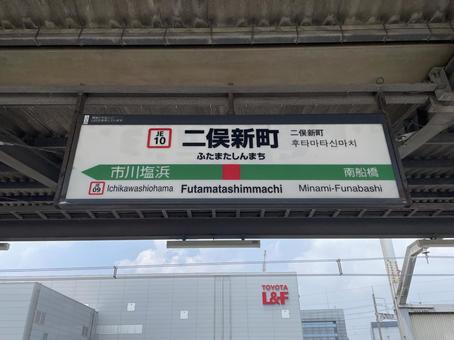 JE
10
二俣新町
ふたまたしんまち
二俣新町
후타마타신마치
市川塩浜
南船橋
JE
09
Ichikawashiohama
Futamatashimmachi
Minami-Funabashi
TOYOTA
L&F